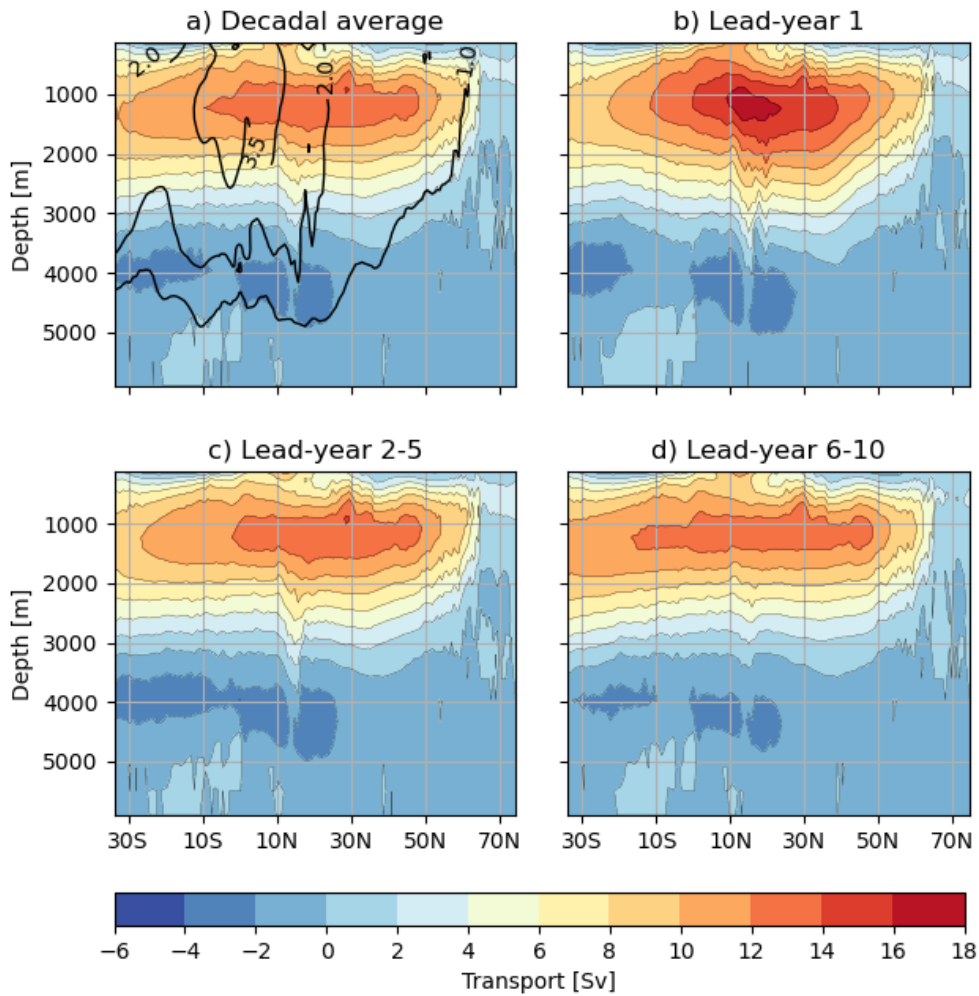 a) Decadal average
b) Lead-year 1
2.0
2.0
1.0
3.5
Depth [m]
1000
2000
3000
4000
5000
c) Lead-year 2-5
d) Lead-year 6-10
Depth [m]
1000
2000
3000
4000
5000
30S 10S 10N 30N 50N 70N
30S 10S 10N 30N 50N 70N
−6 −4 −2 0 2 4 6 8 10 12 14 16 18
Transport [Sv]